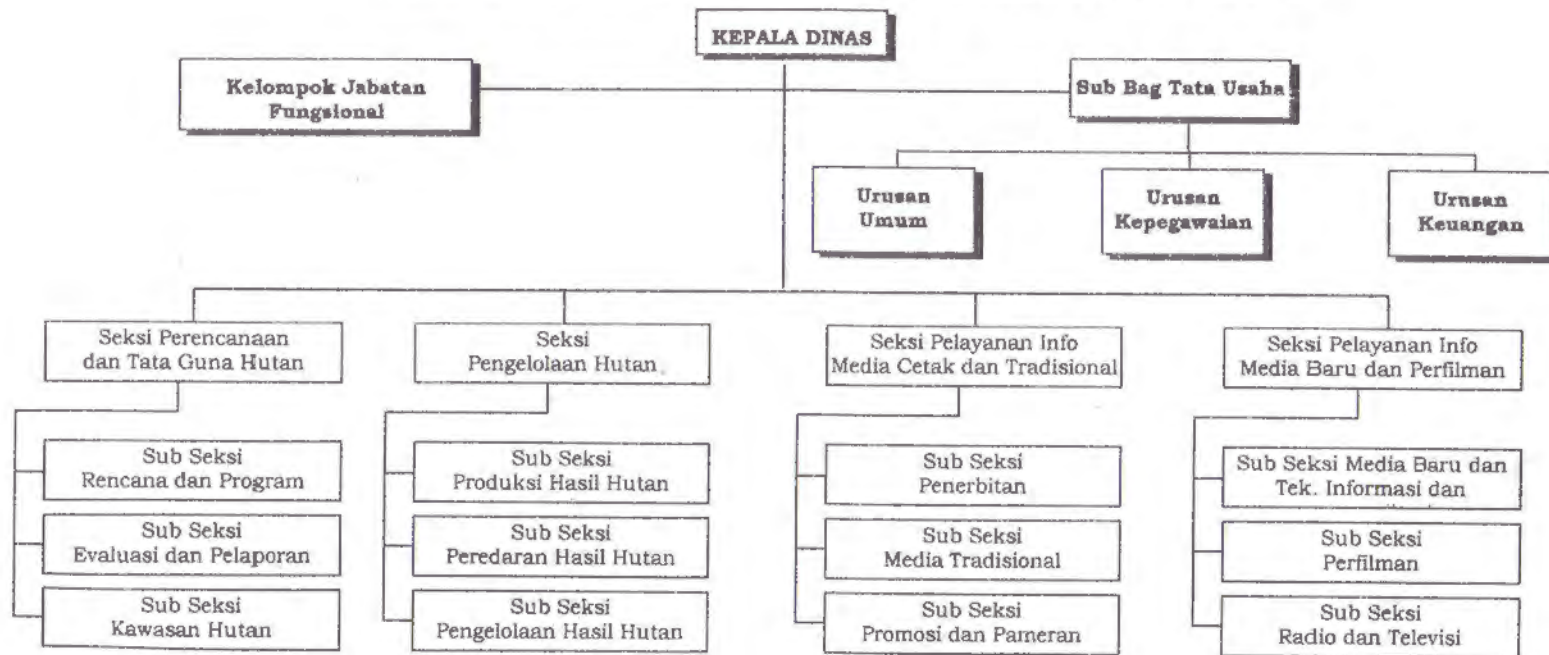 KEPALA DINAS
Kelompok Jabatan
Fungsional
Sub Bag Tata Usaha
Urusan
Umum
Urusan
Kepegawaian
Urusan
Keuangan
Seksi Perencanaan
dan Tata Guna Hutan
Seksi
Pengelolaan Hutan
Seksi Pelayanan Info
Media Cetak dan Tradisional
Seksi Pelayanan Info
Media Baru dan Perfilman
Sub Seksi
Rencana dan Program
Sub Seksi
Evaluasi dan Pelaporan
Sub Seksi
Kawasan Hutan
Sub Seksi
Produksi Hasil Hutan
Sub Seksi
Peredaran Hasil Hutan
Sub Seksi
Pengelolaan Hasil Hutan
Sub Seksi
Penerbitan
Sub Seksi
Media Tradisional
Sub Seksi
Promosi dan Pameran
Sub Seksi Media Baru dan
Tek. Informasi dan
Sub Seksi
Perfilman
Sub Seksi
Radio dan Televisi